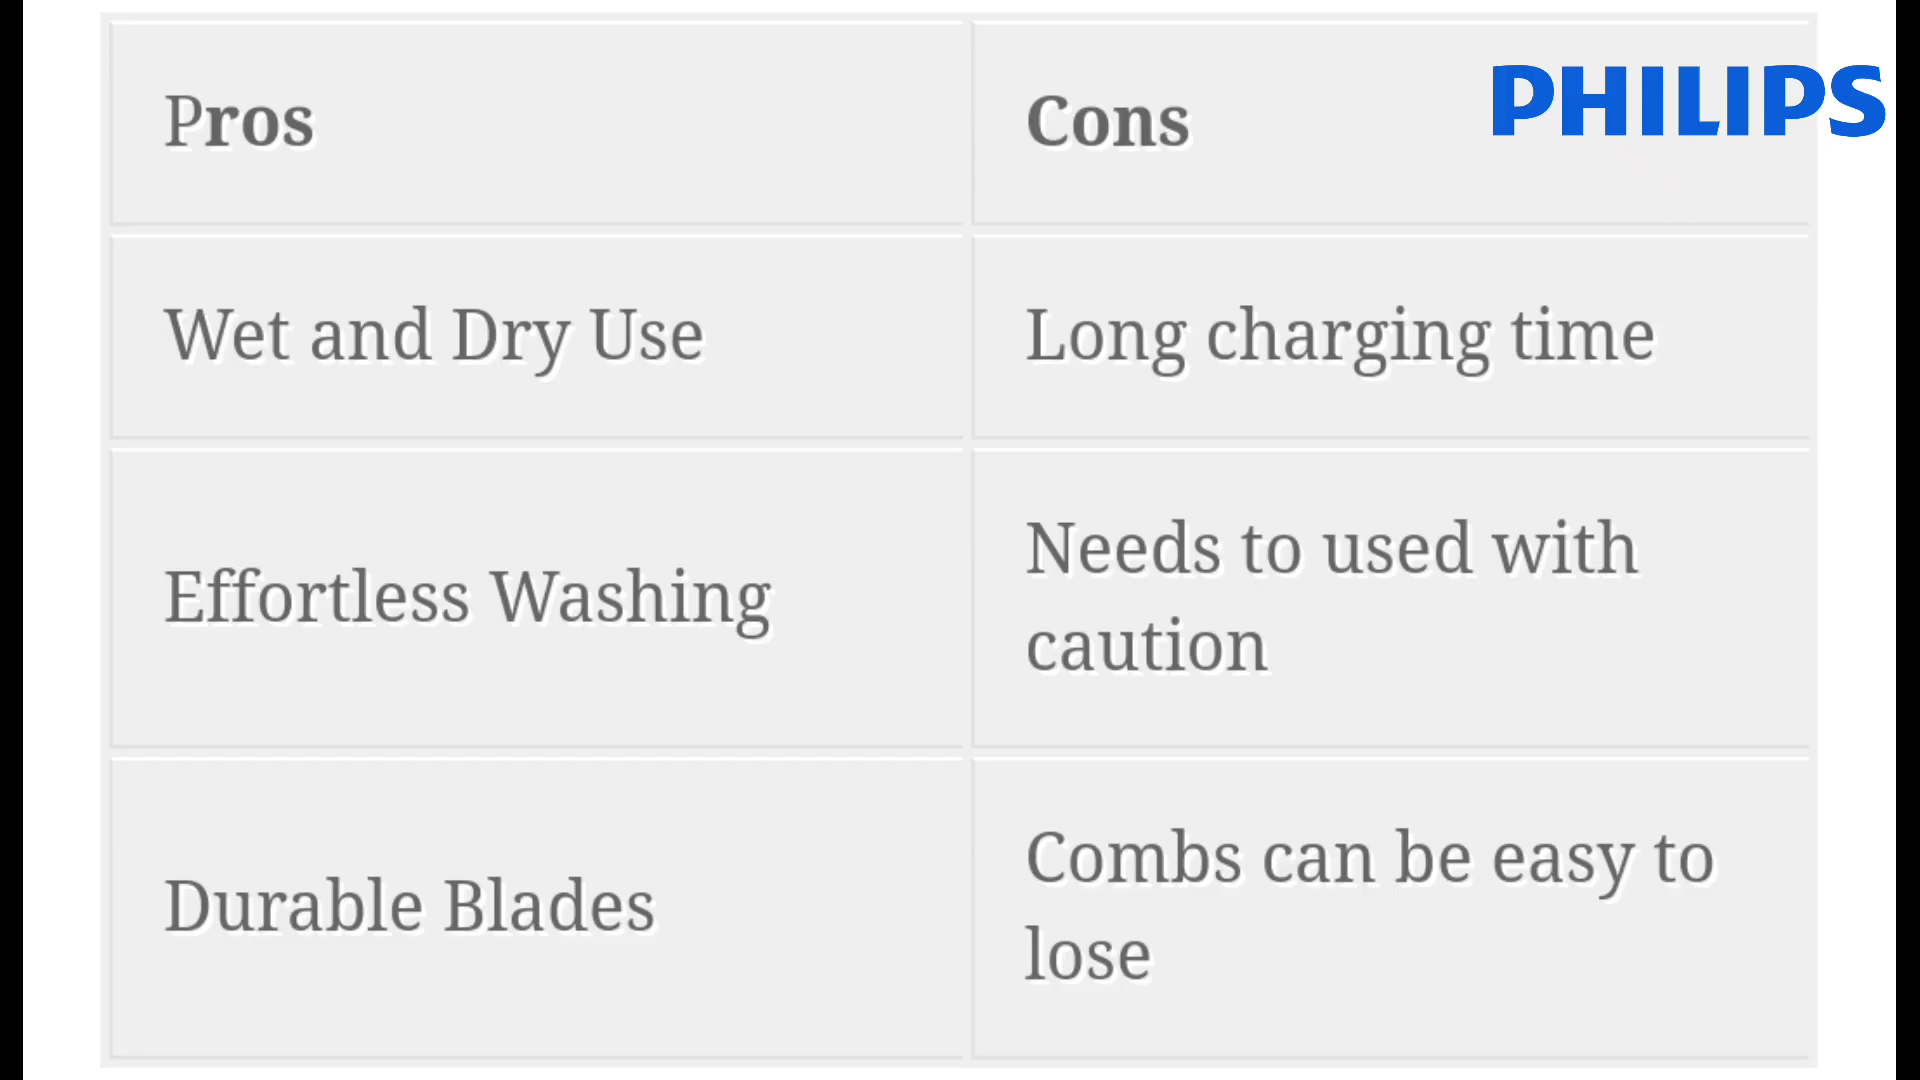 Pros
Cons
PHILIPS
Wet and Dry Use
Long charging time
Effortless Washing
Needs to used with
caution
Durable Blades
Combs can be easy to
lose